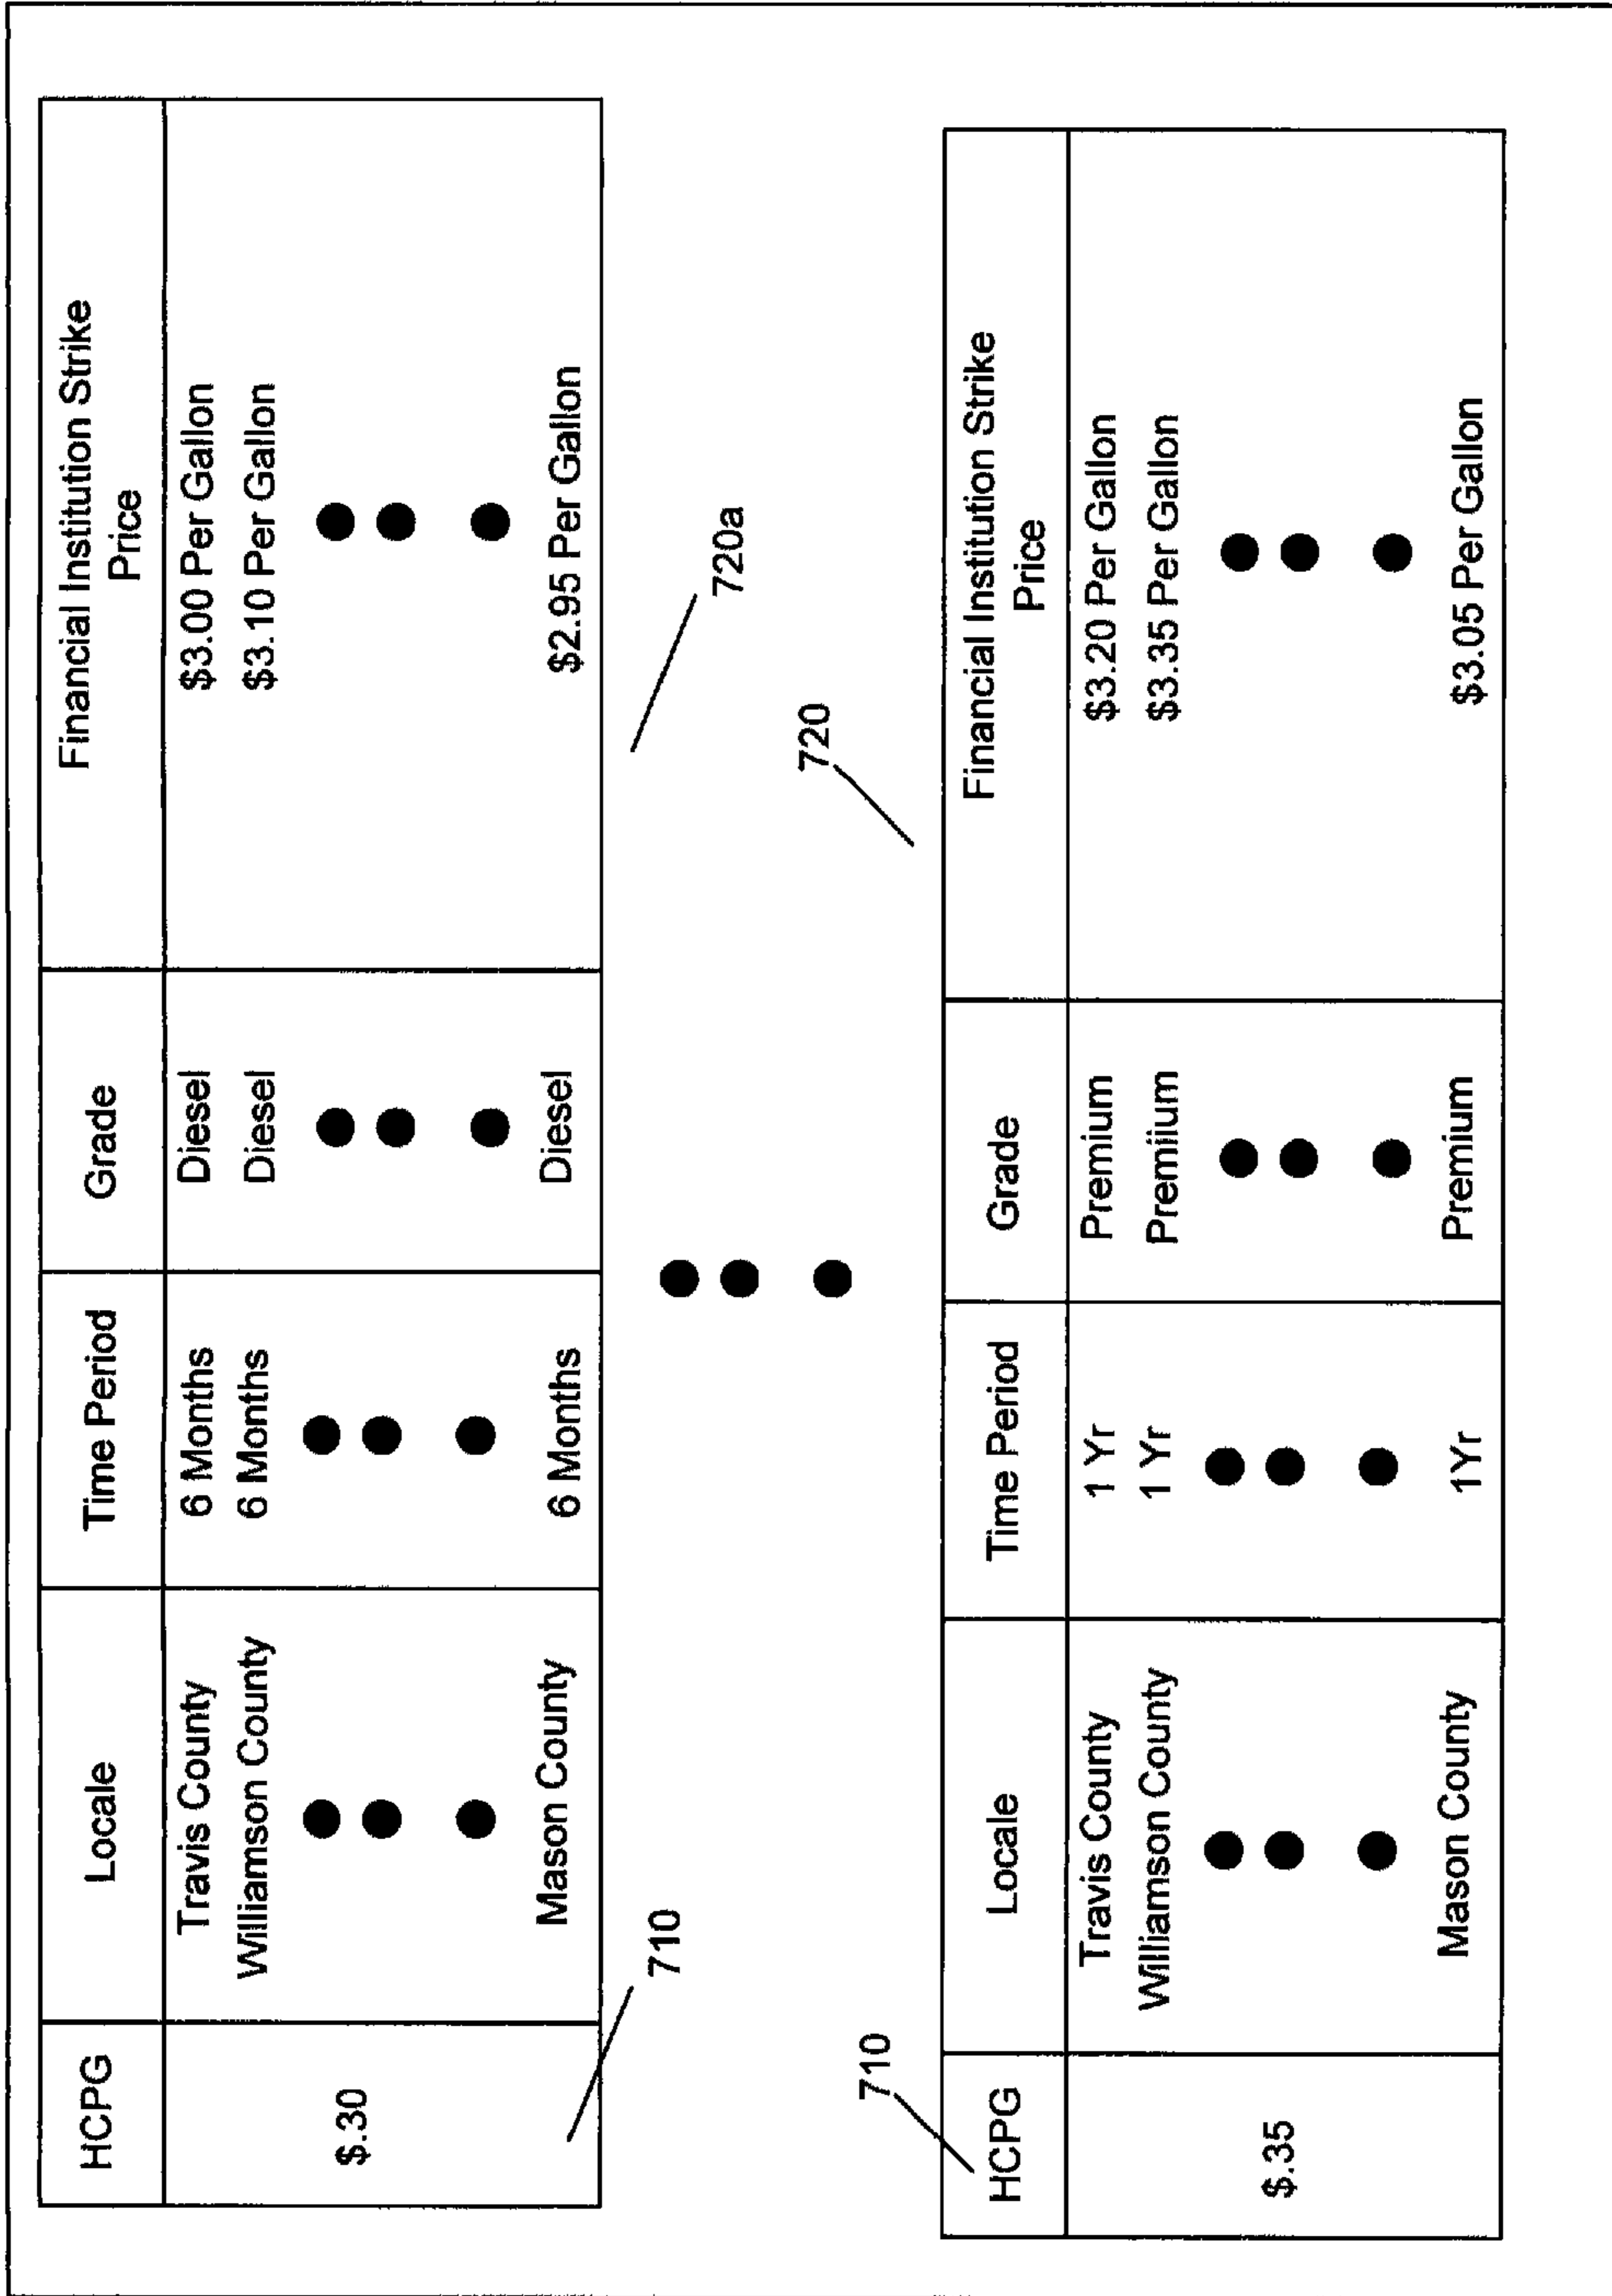 HCPG Locale Time Period Grade Financial Institution Strike
Price
Travis County 6 Months Diesel $3.00 Per Gallon
Williamson County 6 Months Diesel $3.10 Per Gallon
$.30
Mason County 6 Months Diesel $2.95 Per Gallon
710 720a
710 720
HCPG Locale Time Period Grade Financial Institution Strike
Price
Travis County 1 Yr Premium $3.20 Per Gallon
Williamson County 1 Yr Premiium $3.35 Per Gallon
$.35
Mason County 1Yr Premium $3.05 Per Gallon